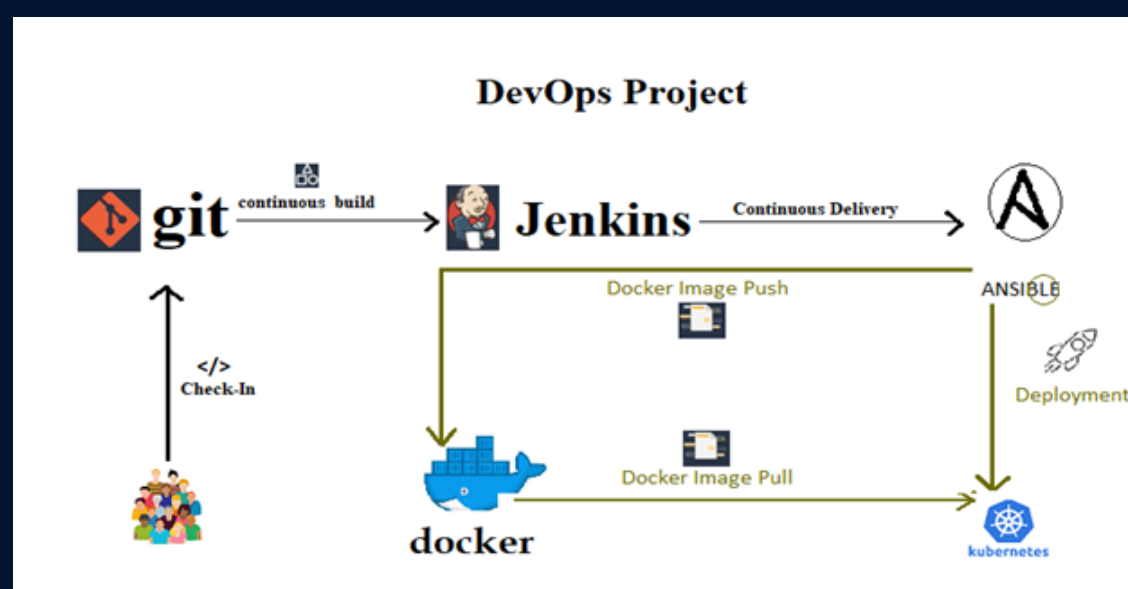 DevOps Project
git
continuous build
Jenkins
Continuous Delivery
A
ANSIBLE
Docker Image Push
</>
Check-In
Deployment
Docker Image Pull
docker
kubernetes